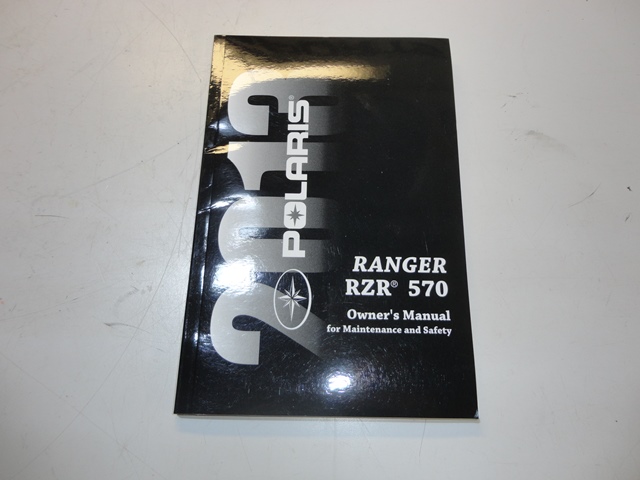 POLARIS®
RANGER
RZR® 570
Owner's Manual
for Maintenance and Safety